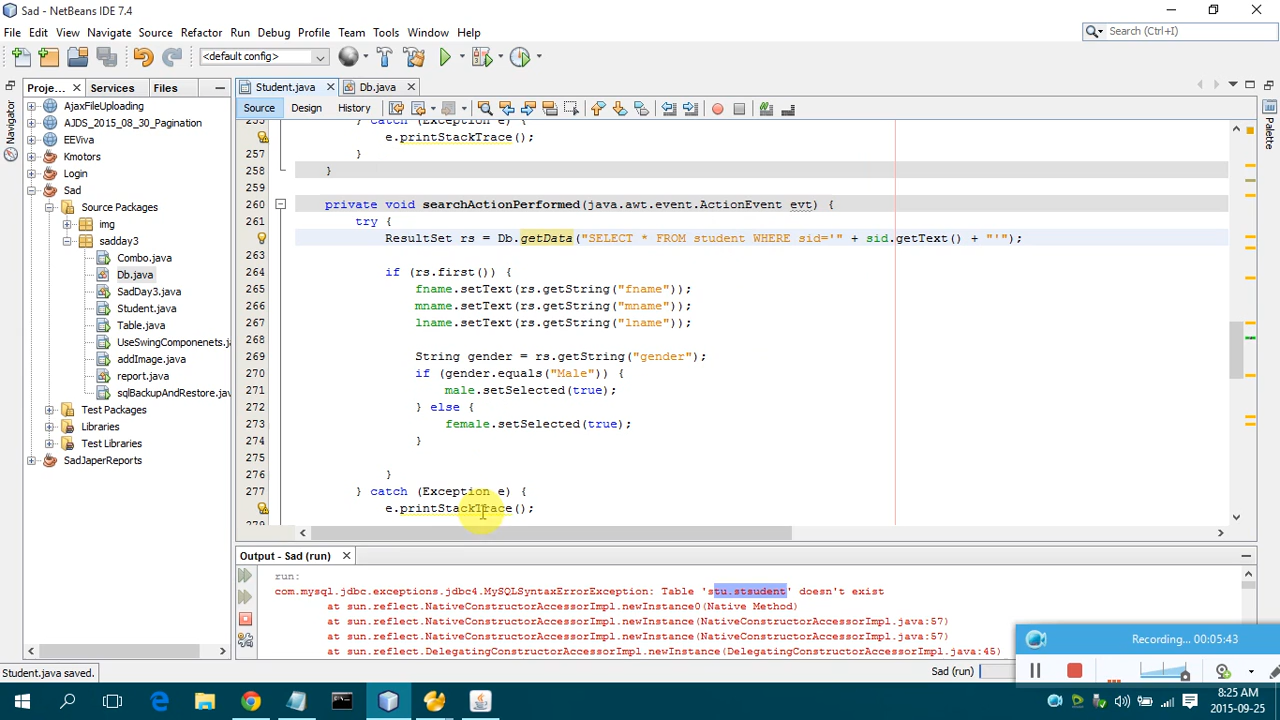 Sad - NetBeans IDE 7.4
File Edit View Navigate Source Refactor Run Debug Profile Team Tools Window Help
Search (Ctrl+I)
<default config>
Proje... Services Files
Student.java Db.java
Source Design History
Navigator
Palette
AjaxFileUploading
AJDS_2015_08_30_Pagination
EEViva
Kmotors
Login
Sad
Source Packages
img
sadday3
Combo.java
Db.java
SadDay3.java
Student.java
Table.java
UseSwingComponenets.ja
addImage.java
report.java
sqlBackupAndRestore.jav
Test Packages
Libraries
Test Libraries
SadJaperReports
255 } catch (Exception e) {
e.printStackTrace();
257 }
258 }
259
260 private void searchActionPerformed(java.awt.event.ActionEvent evt) {
261 try {
ResultSet rs = Db.getData("SELECT * FROM student WHERE sid='" + sid.getText() + "'");
263
264 if (rs.first()) {
265 fname.setText(rs.getString("fname"));
266 mname.setText(rs.getString("mname"));
267 lname.setText(rs.getString("lname"));
268
269 String gender = rs.getString("gender");
270 if (gender.equals("Male")) {
271 male.setSelected(true);
272 } else {
273 female.setSelected(true);
274 }
275
276 }
277 } catch (Exception e) {
e.printStackTrace();
279
Output - Sad (run)
run:
com.mysql.jdbc.exceptions.jdbc4.MySQLSyntaxErrorException: Table 'stu.stsudent' doesn't exist
at sun.reflect.NativeConstructorAccessorImpl.newInstance0(Native Method)
at sun.reflect.NativeConstructorAccessorImpl.newInstance(NativeConstructorAccessorImpl.java:57)
at sun.reflect.NativeConstructorAccessorImpl.newInstance(NativeConstructorAccessorImpl.java:57)
at sun.reflect.DelegatingConstructorAccessorImpl.newInstance(DelegatingConstructorAccessorImpl.java:45)
Recording... 00:05:43
Student.java saved.
Sad (run)
8:25 AM
2015-09-25